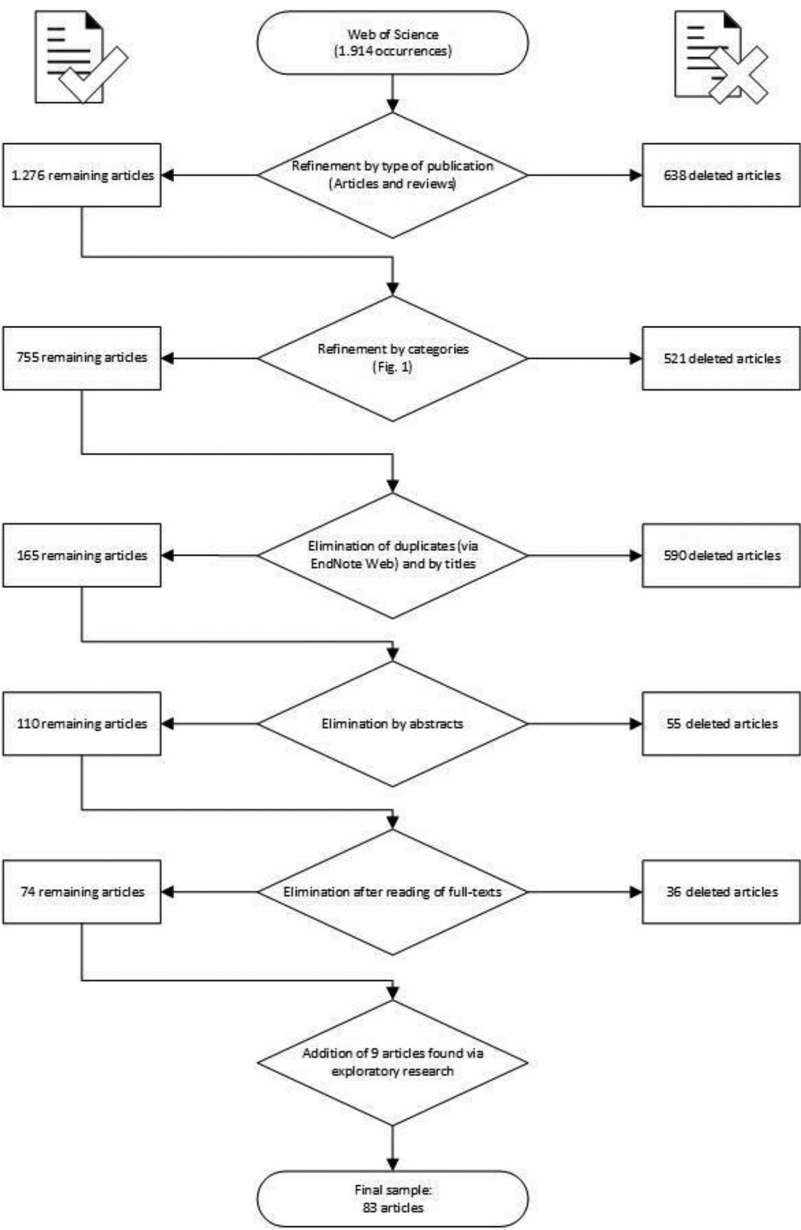 Web of Science
(1.914 occurrences)
Refinement by type of publication
(Articles and reviews)
1.276 remaining articles
638 deleted articles
Refinement by categories
(Fig. 1)
755 remaining articles
521 deleted articles
Elimination of duplicates (via
EndNote Web) and by titles
165 remaining articles
590 deleted articles
Elimination by abstracts
110 remaining articles
55 deleted articles
Elimination after reading of full-texts
74 remaining articles
36 deleted articles
Addition of 9 articles found via
exploratory research
Final sample:
83 articles